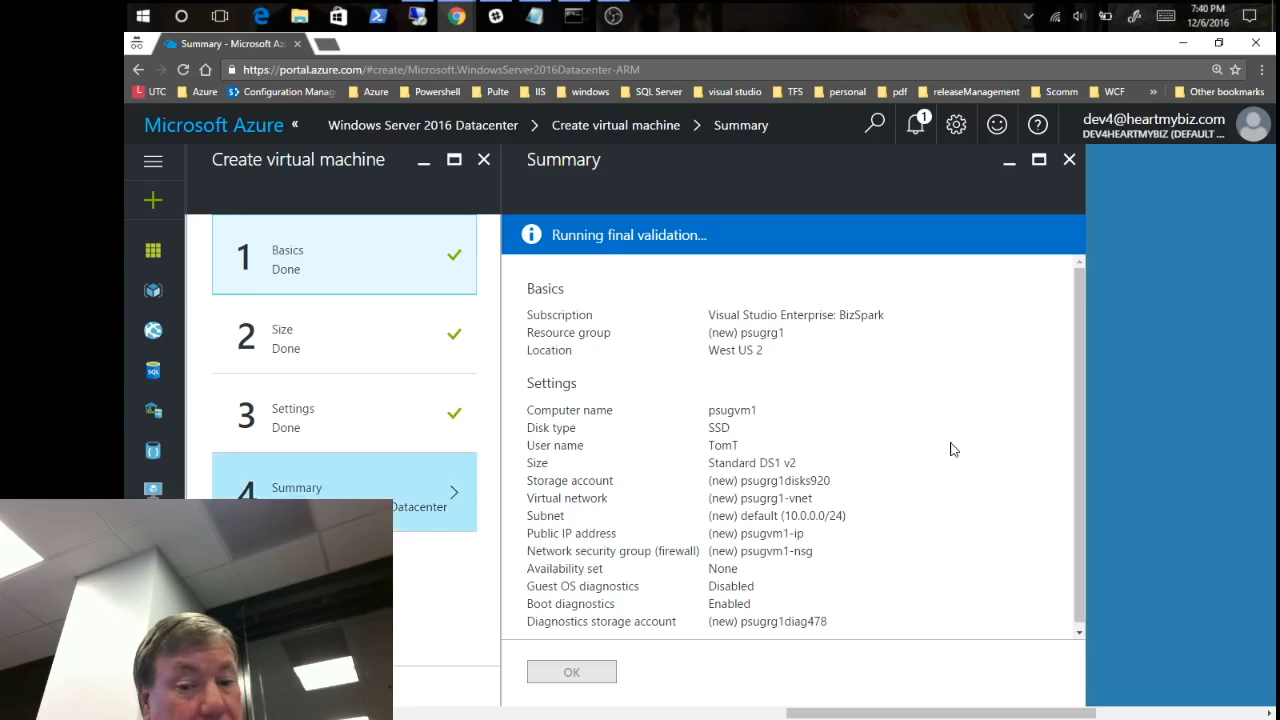 7:40 PM
12/6/2016
Summary - Microsoft Az
https://portal.azure.com/#create/Microsoft.WindowsServer2016Datacenter-ARM
UTC Azure Configuration Manag Azure Powershell Pulte IIS windows SQL Server visual studio TFS personal pdf releaseManagement Scomm WCF » Other bookmarks
Microsoft Azure « Windows Server 2016 Datacenter > Create virtual machine > Summary 1 ? dev4@heartmybiz.com
DEV4HEARTMYBIZ (DEFAULT ...
Create virtual machine
1 Basics
Done
2 Size
Done
3 Settings
Done
4 Summary
Datacenter
Summary
Running final validation...
Basics
Subscription Visual Studio Enterprise: BizSpark
Resource group (new) psugrg1
Location West US 2
Settings
Computer name psugvm1
Disk type SSD
User name TomT
Size Standard DS1 v2
Storage account (new) psugrg1disks920
Virtual network (new) psugrg1-vnet
Subnet (new) default (10.0.0.0/24)
Public IP address (new) psugvm1-ip
Network security group (firewall) (new) psugvm1-nsg
Availability set None
Guest OS diagnostics Disabled
Boot diagnostics Enabled
Diagnostics storage account (new) psugrg1diag478
OK